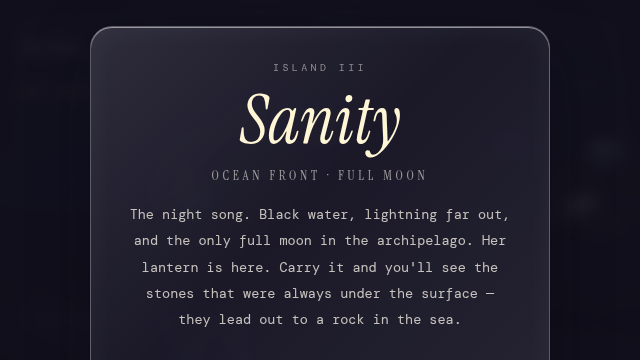 ISLAND III
Sanity
OCEAN FRONT · FULL MOON
The night song. Black water, lightning far out,
and the only full moon in the archipelago. Her
lantern is here. Carry it and you'll see the
stones that were always under the surface —
they lead out to a rock in the sea.